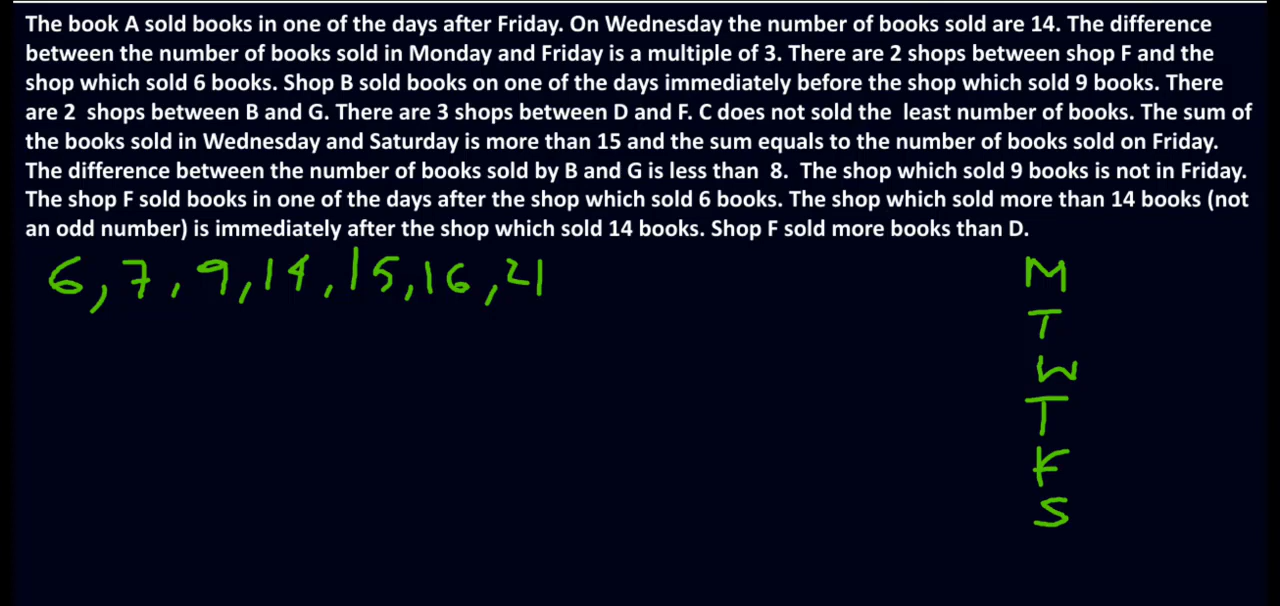 The book A sold books in one of the days after Friday. On Wednesday the number of books sold are 14. The difference
between the number of books sold in Monday and Friday is a multiple of 3. There are 2 shops between shop F and the
shop which sold 6 books. Shop B sold books on one of the days immediately before the shop which sold 9 books. There
are 2 shops between B and G. There are 3 shops between D and F. C does not sold the least number of books. The sum of
the books sold in Wednesday and Saturday is more than 15 and the sum equals to the number of books sold on Friday.
The difference between the number of books sold by B and G is less than 8. The shop which sold 9 books is not in Friday.
The shop F sold books in one of the days after the shop which sold 6 books. The shop which sold more than 14 books (not
an odd number) is immediately after the shop which sold 14 books. Shop F sold more books than D.
6, 7, 9, 14, 15, 16, 21
M
T
W
T
F
S